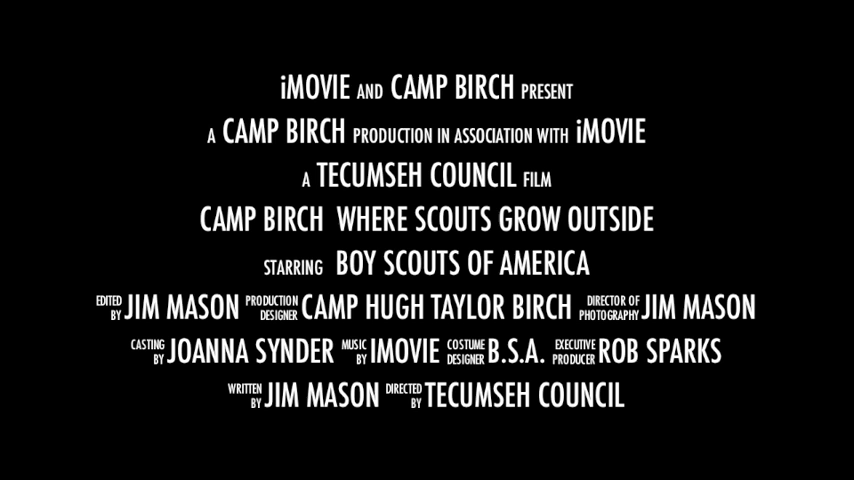 iMOVIE AND CAMP BIRCH PRESENT
A CAMP BIRCH PRODUCTION IN ASSOCIATION WITH iMOVIE
A TECUMSEH COUNCIL FILM
CAMP BIRCH WHERE SCOUTS GROW OUTSIDE
STARRING BOY SCOUTS OF AMERICA
EDITED BY JIM MASON PRODUCTION DESIGNER CAMP HUGH TAYLOR BIRCH DIRECTOR OF PHOTOGRAPHY JIM MASON
CASTING BY JOANNA SYNDER MUSIC BY IMOVIE COSTUME DESIGNER B.S.A. EXECUTIVE PRODUCER ROB SPARKS
WRITTEN BY JIM MASON DIRECTED BY TECUMSEH COUNCIL